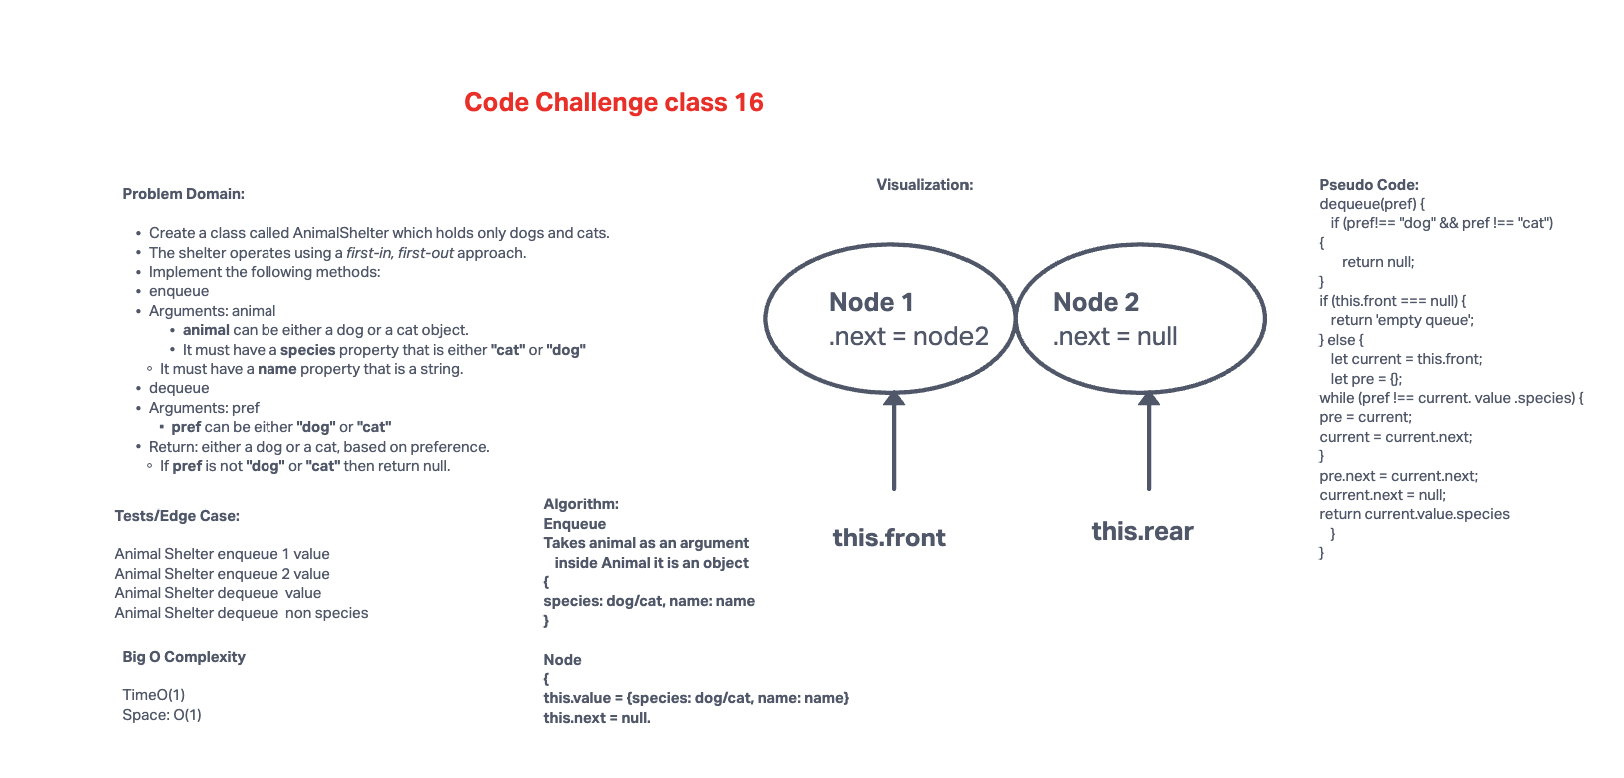 Code Challenge class 16
Problem Domain:
• Create a class called AnimalShelter which holds only dogs and cats.
• The shelter operates using a first-in, first-out approach.
• Implement the following methods:
• enqueue
• Arguments: animal
• animal can be either a dog or a cat object.
• It must have a species property that is either "cat" or "dog"
◦ It must have a name property that is a string.
• dequeue
• Arguments: pref
▪ pref can be either "dog" or "cat"
• Return: either a dog or a cat, based on preference.
◦ If pref is not "dog" or "cat" then return null.
Tests/Edge Case:
Animal Shelter enqueue 1 value
Animal Shelter enqueue 2 value
Animal Shelter dequeue  value
Animal Shelter dequeue  non species
Big O Complexity
TimeO(1)
Space: O(1)
Algorithm:
Enqueue
Takes animal as an argument
inside Animal it is an object
{
species: dog/cat, name: name
}
Node
{
this.value = {species: dog/cat, name: name}
this.next = null.
Visualization:
Node 1
.next = node2
Node 2
.next = null
this.front
this.rear
Pseudo Code:
dequeue(pref) {
if (pref!== "dog" && pref !== "cat")
{
return null;
}
if (this.front === null) {
return 'empty queue';
} else {
let current = this.front;
let pre = {};
while (pref !== current. value .species) {
pre = current;
current = current.next;
}
pre.next = current.next;
current.next = null;
return current.value.species
}
}